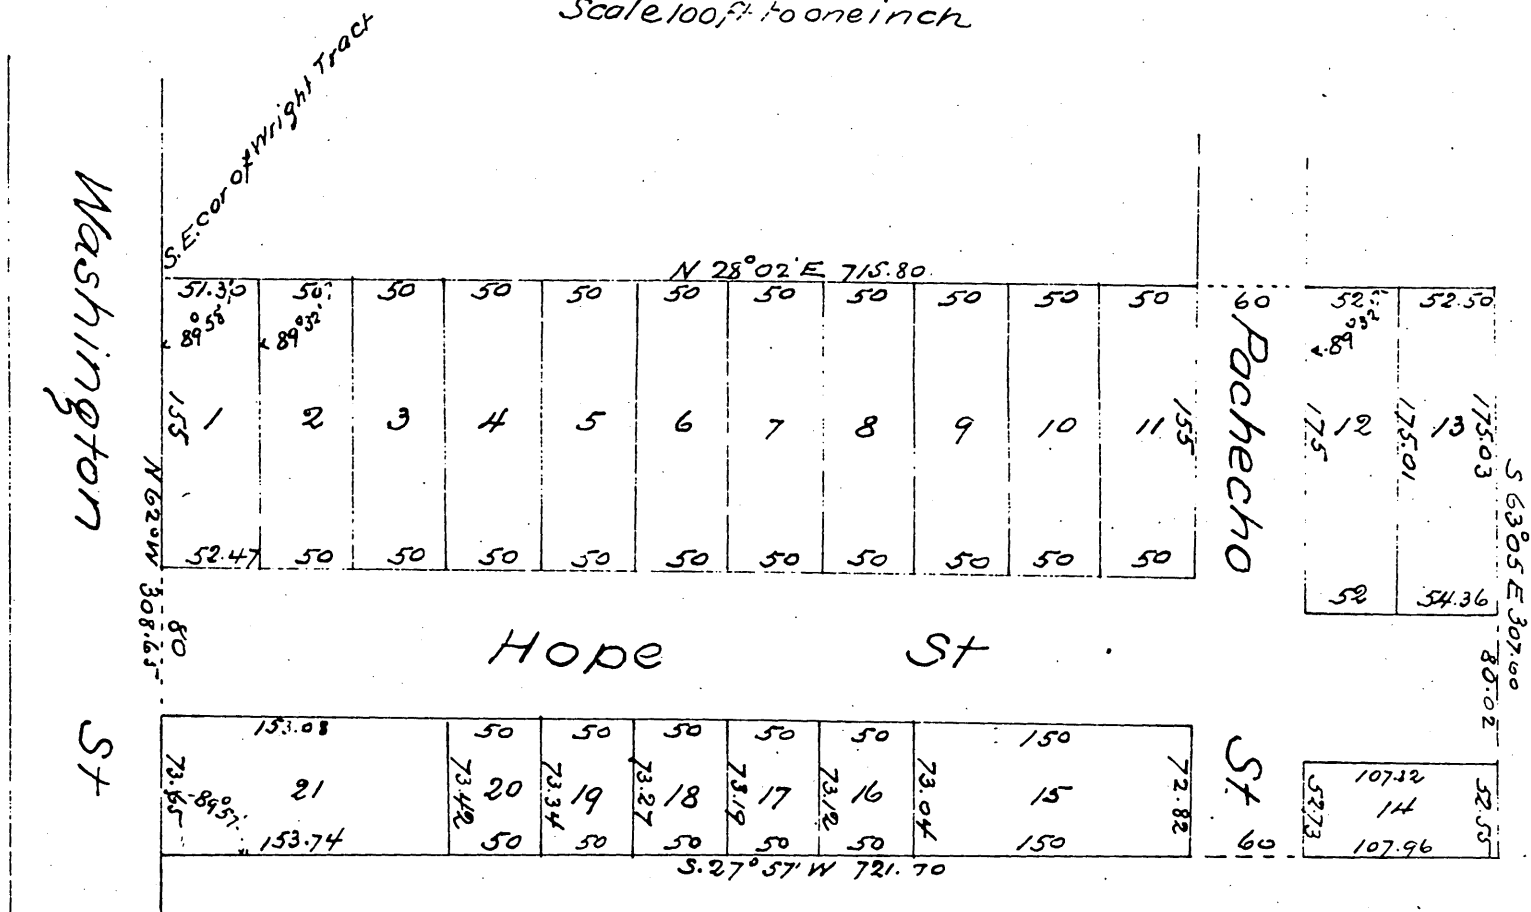 Scale 100 ft to one inch
S.E. cor of Wright Tract
N 28°02' E 715.80
51.30 50 50 50 50 50 50 50 50 50 50 60 52 52.50
89°58' 89°32' 89°32'
155 1 2 3 4 5 6 7 8 9 10 11 155 175 12 175.01 13 175.03
52.47 50 50 50 50 50 50 50 50 50 50 52 54.36
Washington St
N 62° W 308.65
80
Hope St
Pachecho St
S 63°05 E 307.60
80.02
153.08 50 50 50 50 50 150 107.32
73.65 21 73.42 20 73.34 19 73.27 18 73.19 17 73.12 16 73.04 15 72.82 52.73 14 52.55
89°57'
153.74 50 50 50 50 50 150 60 107.96
S. 27°57' W 721.70